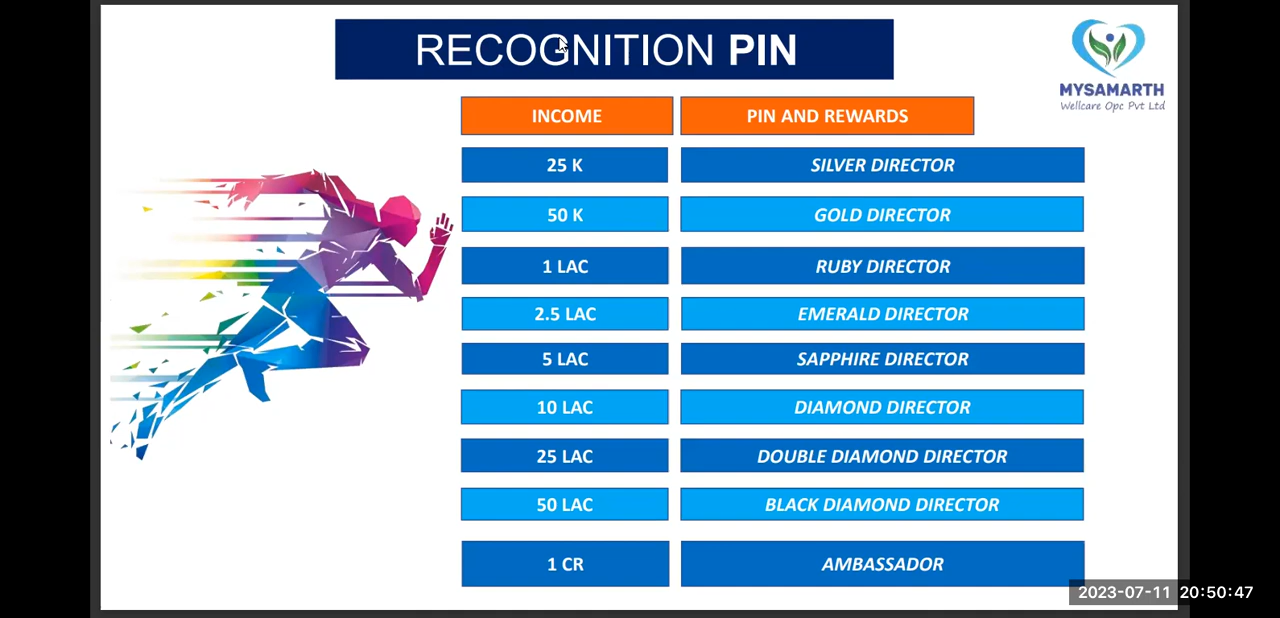 RECOGNITION PIN
MYSAMARTH
Wellcare Opc Pvt Ltd
INCOME PIN AND REWARDS
25 K SILVER DIRECTOR
50 K GOLD DIRECTOR
1 LAC RUBY DIRECTOR
2.5 LAC EMERALD DIRECTOR
5 LAC SAPPHIRE DIRECTOR
10 LAC DIAMOND DIRECTOR
25 LAC DOUBLE DIAMOND DIRECTOR
50 LAC BLACK DIAMOND DIRECTOR
1 CR AMBASSADOR
2023-07-11 20:50:47